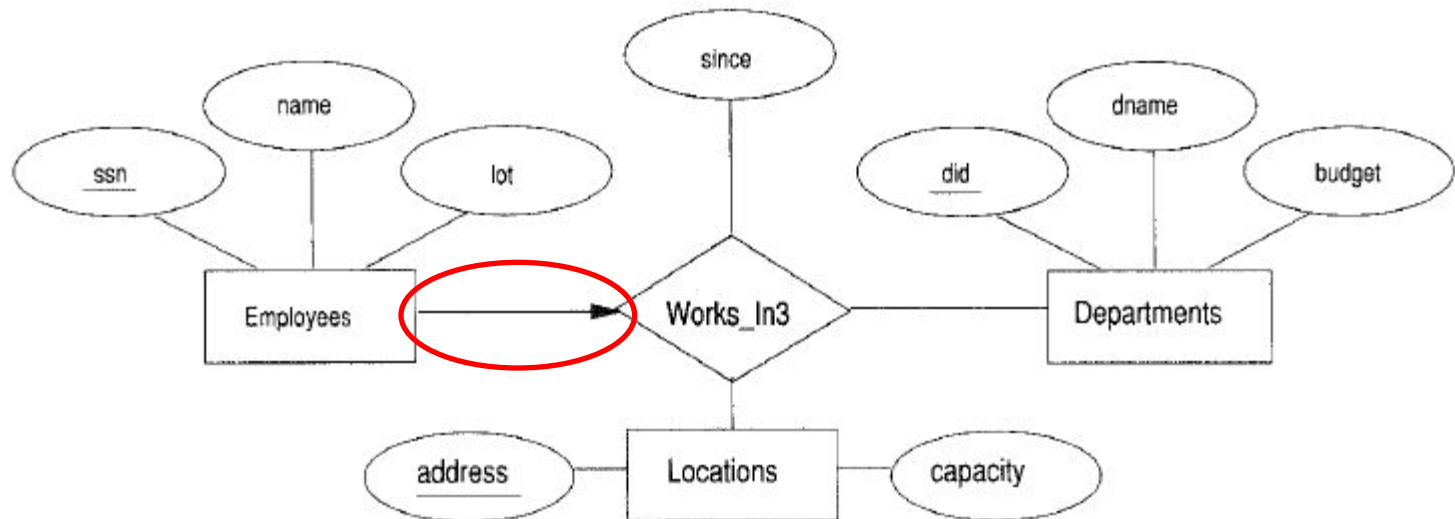 since
name
dname
ssn
lot
did
budget
Employees
Works_In3
Departments
address
Locations
capacity